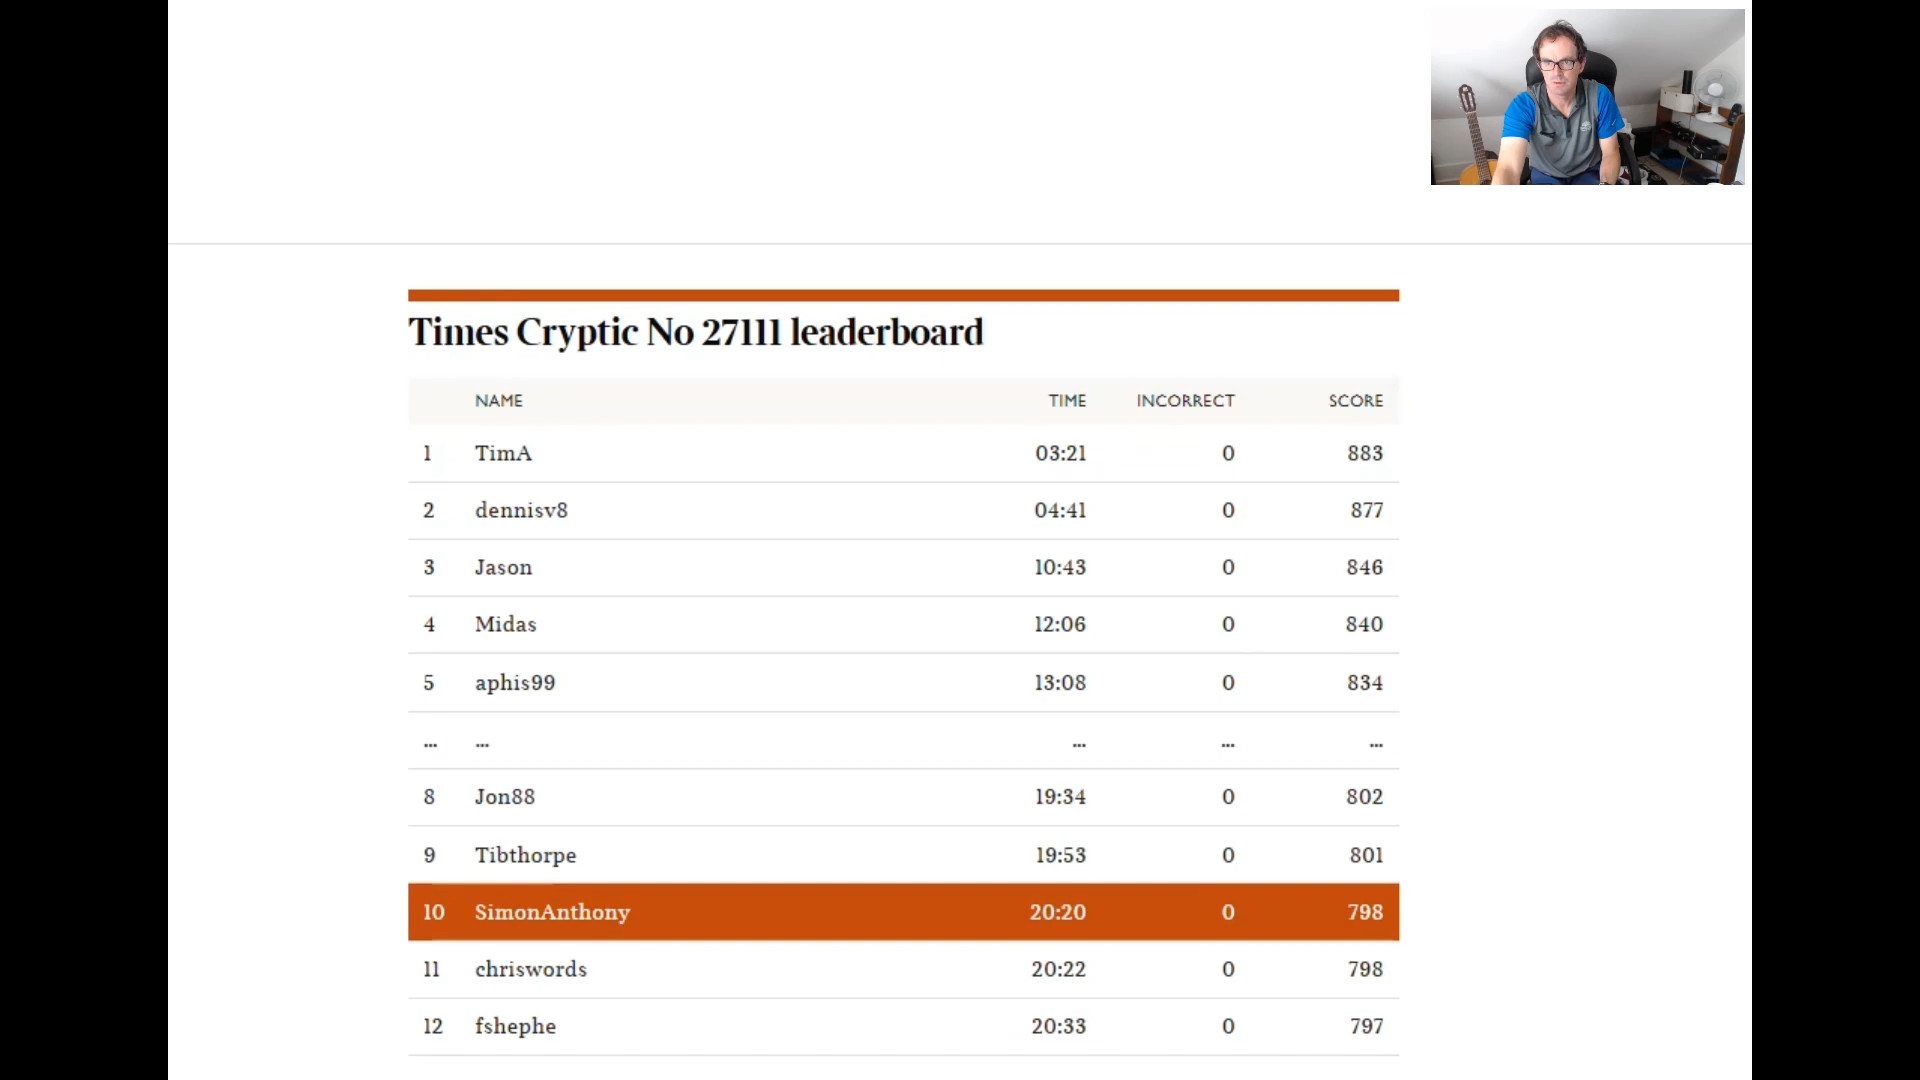 Times Cryptic No 27111 leaderboard
NAME TIME INCORRECT SCORE
1 TimA 03:21 0 883
2 dennisv8 04:41 0 877
3 Jason 10:43 0 846
4 Midas 12:06 0 840
5 aphis99 13:08 0 834
... ... ... ... ...
8 Jon88 19:34 0 802
9 Tibthorpe 19:53 0 801
10 SimonAnthony 20:20 0 798
11 chriswords 20:22 0 798
12 fshephe 20:33 0 797